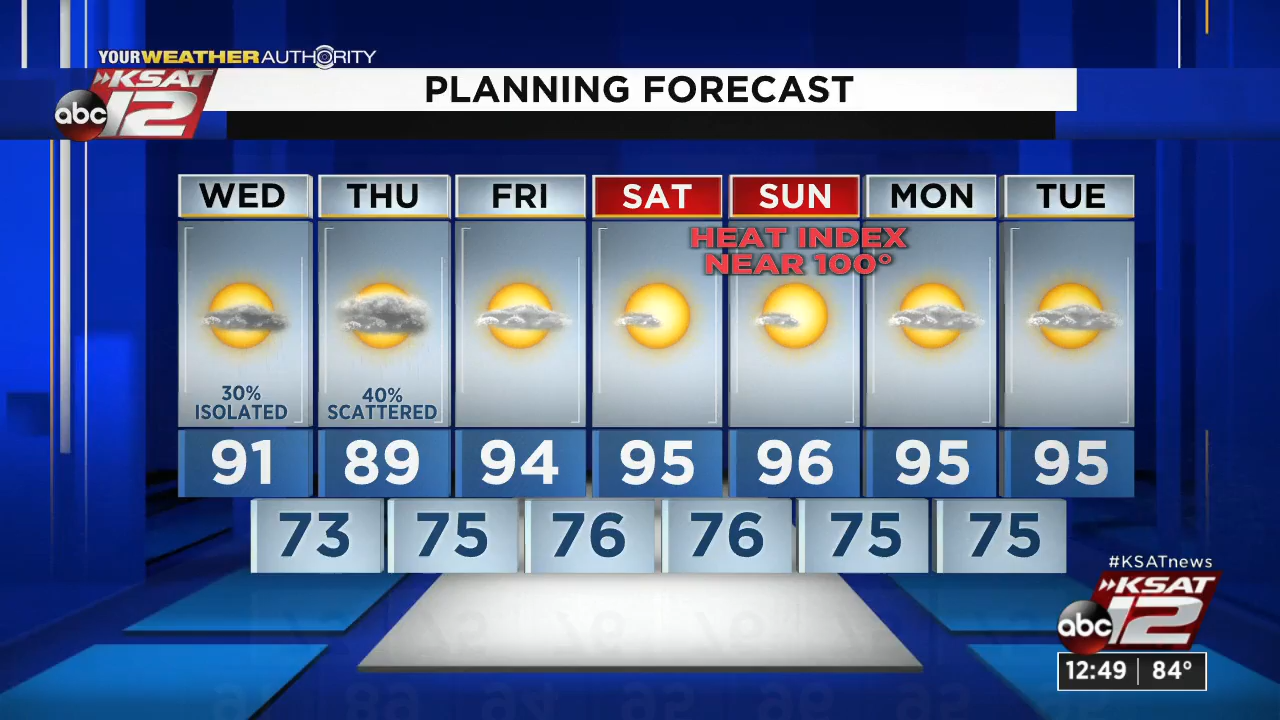 YOURWEATHERAUTHORITY
KSAT
abc 12
PLANNING FORECAST
WED THU FRI SAT SUN MON TUE
HEAT INDEX
NEAR 100°
30% 40%
ISOLATED SCATTERED
91 89 94 95 96 95 95
73 75 76 76 75 75
#KSATnews
KSAT
abc 12
12:49 84°